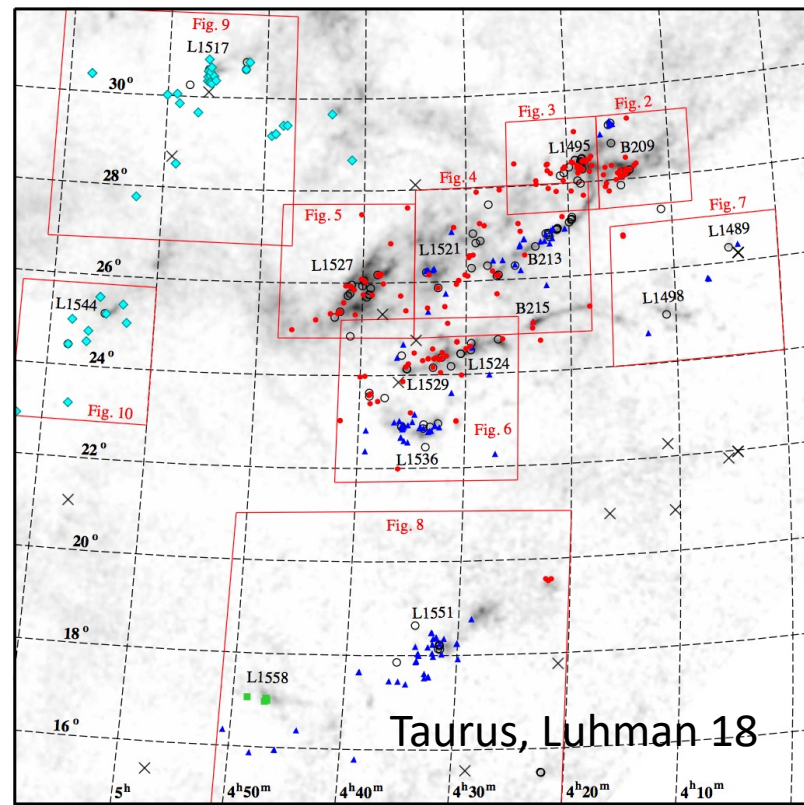 Fig. 9
L1517
30°
Fig. 3
Fig. 2
L1495
B209
28°
Fig. 4
Fig. 7
Fig. 5
L1489
L1521
L1527
B213
26°
L1544
B215
L1498
24°
L1524
L1529
Fig. 10
Fig. 6
22°
L1536
20°
Fig. 8
L1551
18°
L1558
16°
Taurus, Luhman 18
5h
4h50m
4h40m
4h30m
4h20m
4h10m